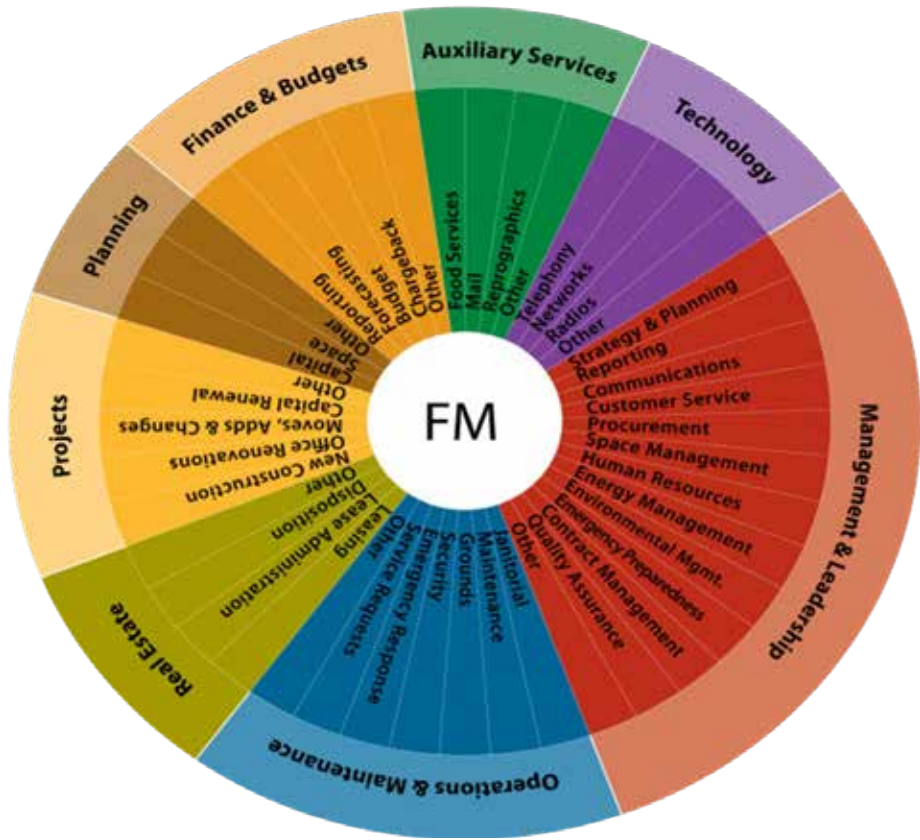 FM
Auxiliary Services
Food Services
Mail
Reprographics
Other
Technology
Telephony
Networks
Radios
Other
Management & Leadership
Strategy & Planning
Reporting
Communications
Customer Service
Procurement
Space Management
Human Resources
Energy Management
Environmental Mgmt.
Emergency Preparedness
Contract Management
Quality Assurance
Other
Operations & Maintenance
Janitorial
Maintenance
Grounds
Security
Emergency Response
Service Requests
Other
Real Estate
Leasing
Lease Administration
Disposition
Other
Projects
New Construction
Office Renovations
Moves, Adds & Changes
Capital Renewal
Other
Planning
Capital
Space
Other
Finance & Budgets
Reporting
Forecasting
Budget
Chargeback
Other